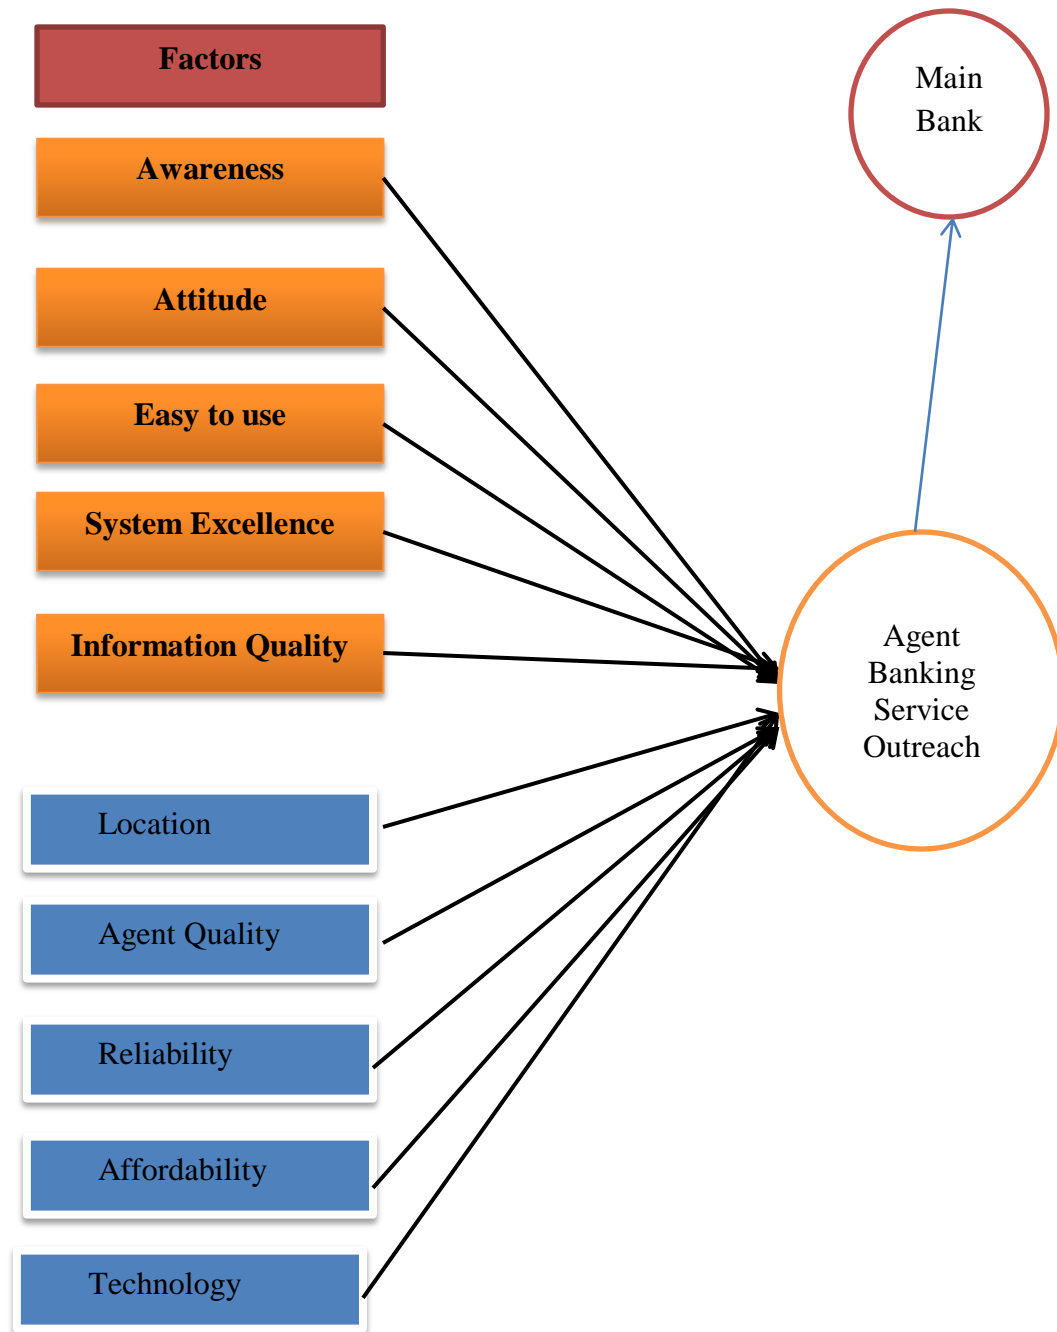 Factors
Awareness
Attitude
Easy to use
System Excellence
Information Quality
Location
Agent Quality
Reliability
Affordability
Technology
Main
Bank
Agent
Banking
Service
Outreach